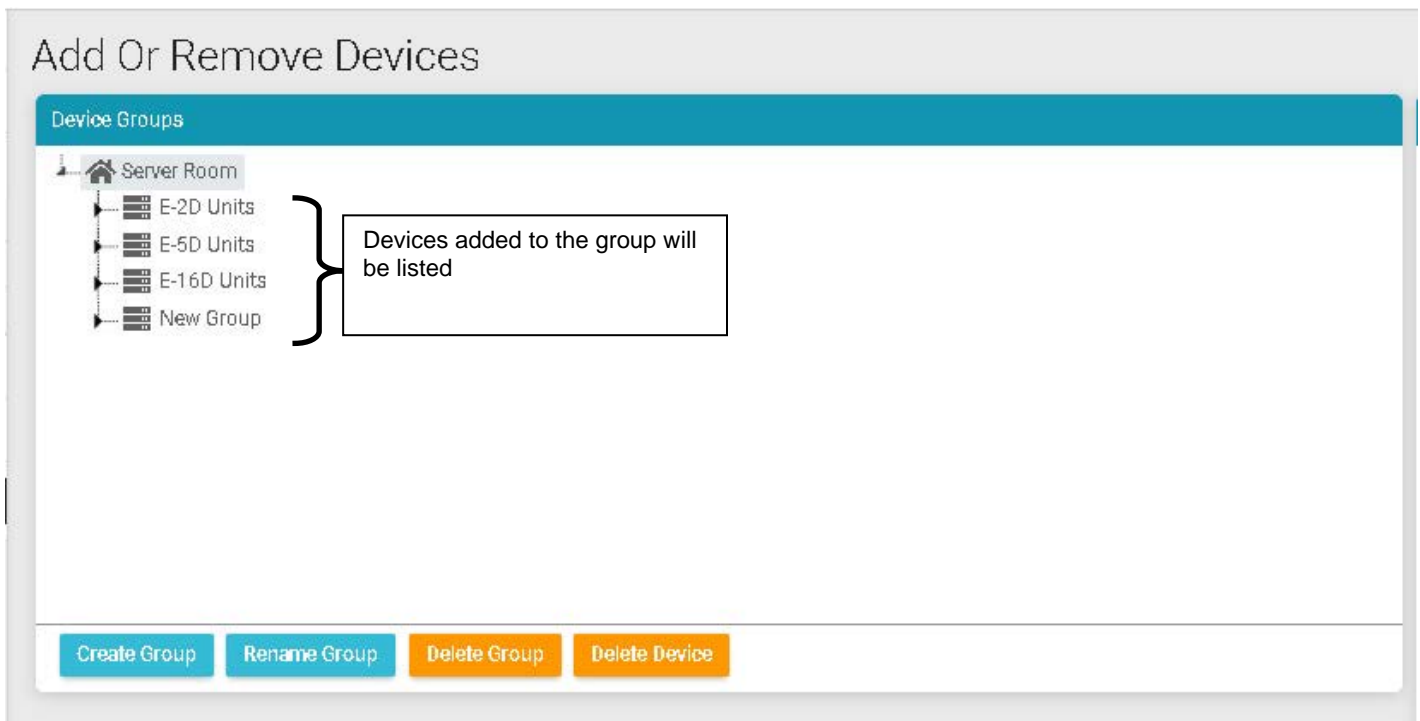 Add Or Remove Devices
Device Groups
Server Room
E-2D Units
E-5D Units
E-16D Units
New Group
Devices added to the group will
be listed
Create Group Rename Group Delete Group Delete Device